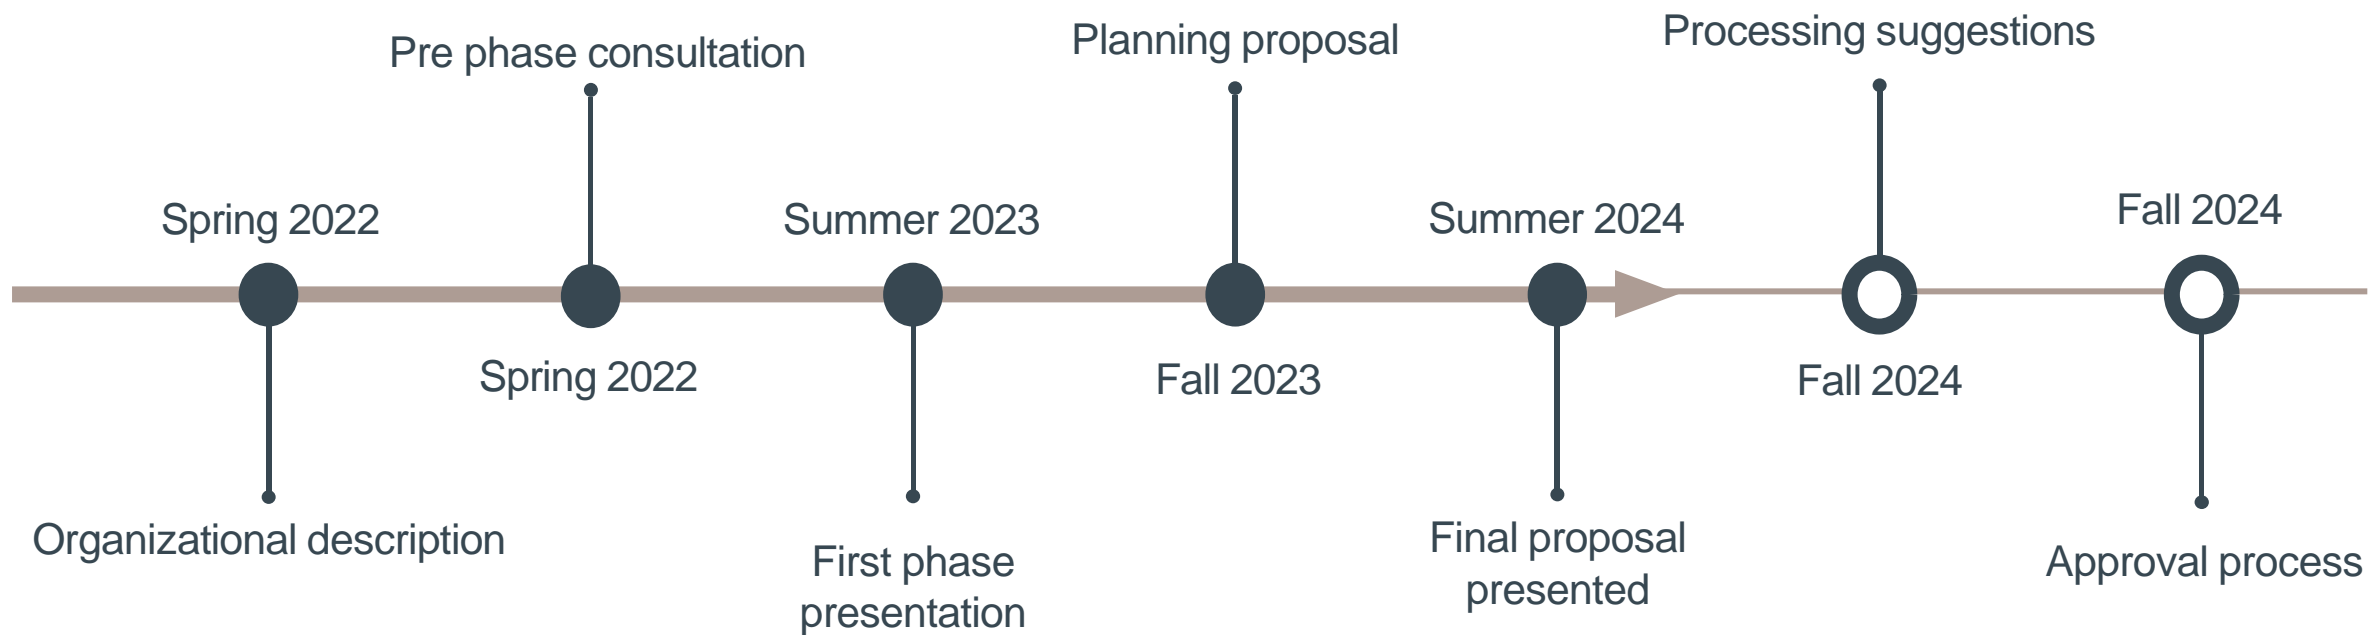 Pre phase consultation
Planning proposal
Processing suggestions
Spring 2022
Summer 2023
Summer 2024
Fall 2024
Spring 2022
Fall 2023
Fall 2024
Organizational description
First phase
presentation
Final proposal
presented
Approval process